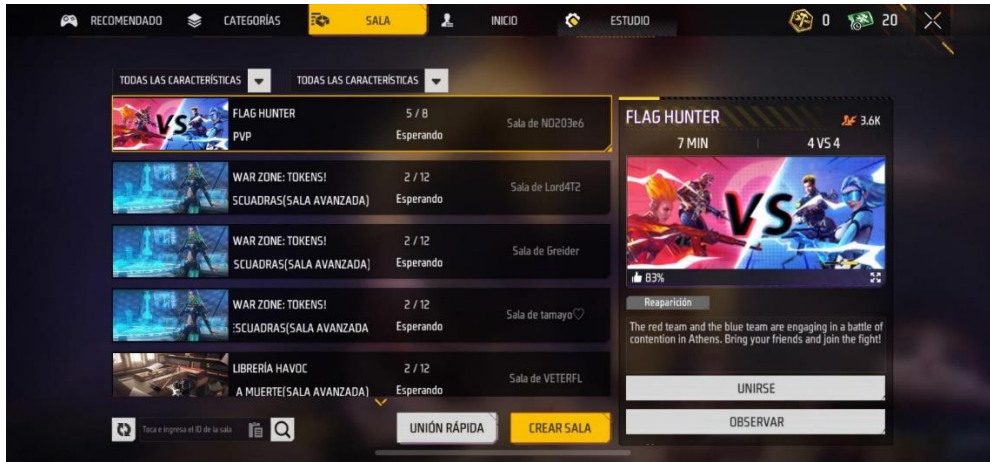 RECOMENDADO
CATEGORÍAS
SALA
INICIO
ESTUDIO
0
20
TODAS LAS CARACTERÍSTICAS
TODAS LAS CARACTERÍSTICAS
VS
FLAG HUNTER
PVP
5 / 8
Esperando
Sala de NO203e6
WAR ZONE: TOKENS!
SCUADRAS(SALA AVANZADA)
2 / 12
Esperando
Sala de Lord4T2
WAR ZONE: TOKENS!
SCUADRAS(SALA AVANZADA)
2 / 12
Esperando
Sala de Greider
WAR ZONE: TOKENS!
:SCUADRAS(SALA AVANZADA
2 / 12
Esperando
Sala de tamayo♡
LIBRERÍA HAVOC
A MUERTE(SALA AVANZADA)
2 / 12
Esperando
Sala de VETERFL
Toca e ingresa el ID de la sala
UNIÓN RÁPIDA
CREAR SALA
FLAG HUNTER
3.6K
7 MIN
4 VS 4
VS
83%
Reaparición
The red team and the blue team are engaging in a battle of
contention in Athens. Bring your friends and join the fight!
UNIRSE
OBSERVAR